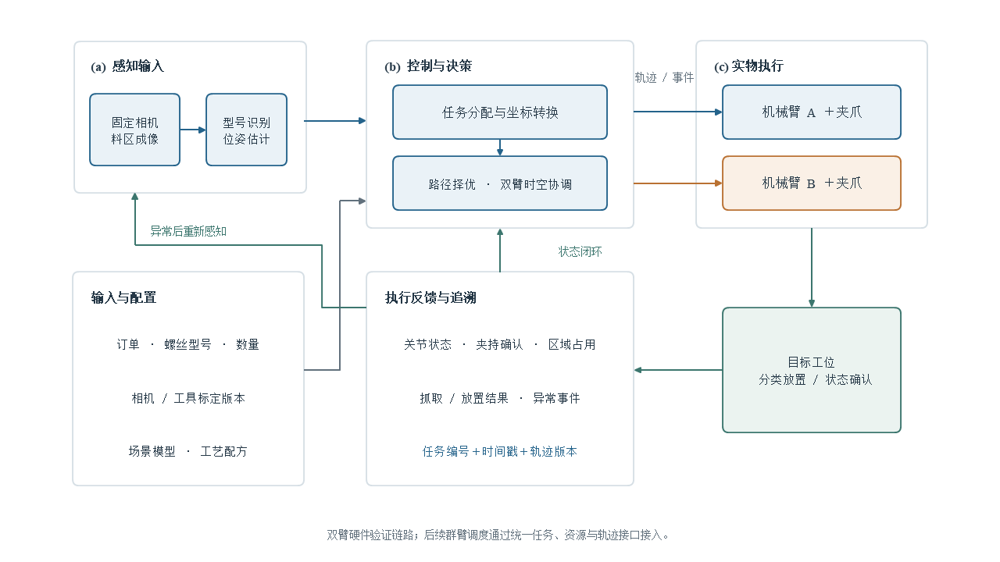 (a) 感知输入
固定相机
料区成像
型号识别
位姿估计
(b) 控制与决策
任务分配与坐标转换
路径择优 · 双臂时空协调
轨迹 / 事件
(c) 实物执行
机械臂 A ＋夹爪
机械臂 B ＋夹爪
异常后重新感知
状态闭环
输入与配置
订单 · 螺丝型号 · 数量
相机 / 工具标定版本
场景模型 · 工艺配方
执行反馈与追溯
关节状态 · 夹持确认 · 区域占用
抓取 / 放置结果 · 异常事件
任务编号＋时间戳＋轨迹版本
目标工位
分类放置 / 状态确认
双臂硬件验证链路；后续群臂调度通过统一任务、资源与轨迹接口接入。